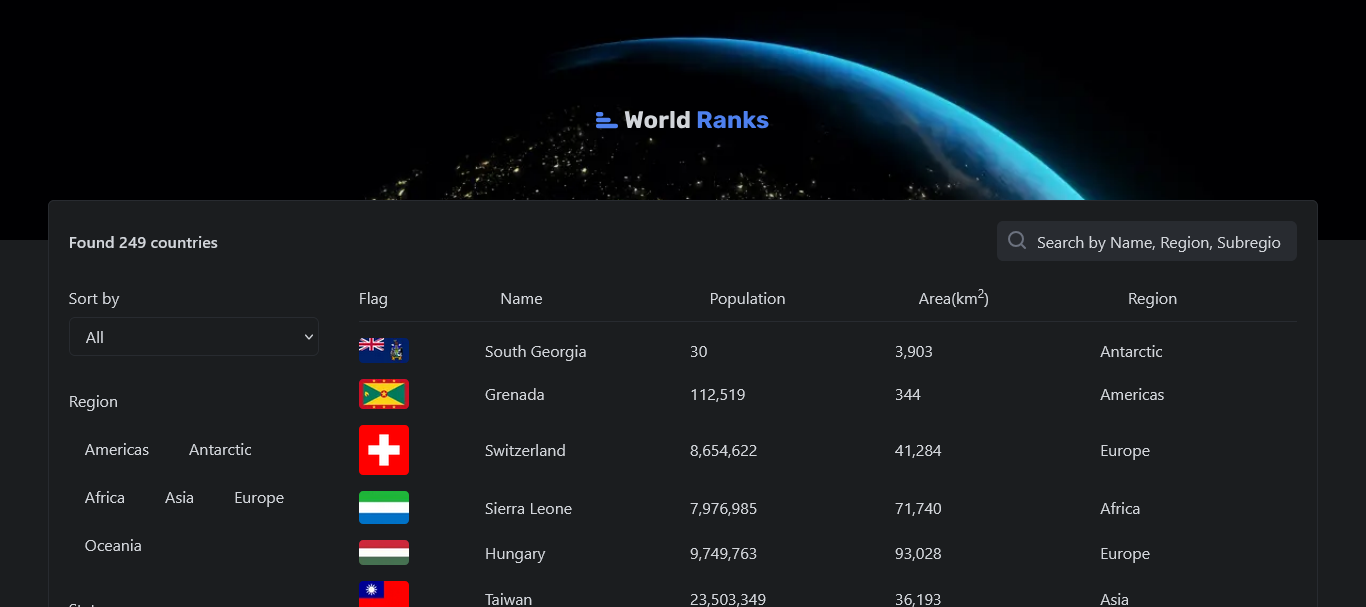 World Ranks
Found 249 countries
Search by Name, Region, Subregio
Sort by
All
Region
Americas Antarctic
Africa Asia Europe
Oceania
Flag Name Population Area(km²) Region
South Georgia 30 3,903 Antarctic
Grenada 112,519 344 Americas
Switzerland 8,654,622 41,284 Europe
Sierra Leone 7,976,985 71,740 Africa
Hungary 9,749,763 93,028 Europe
Taiwan 23,503,349 36,193 Asia